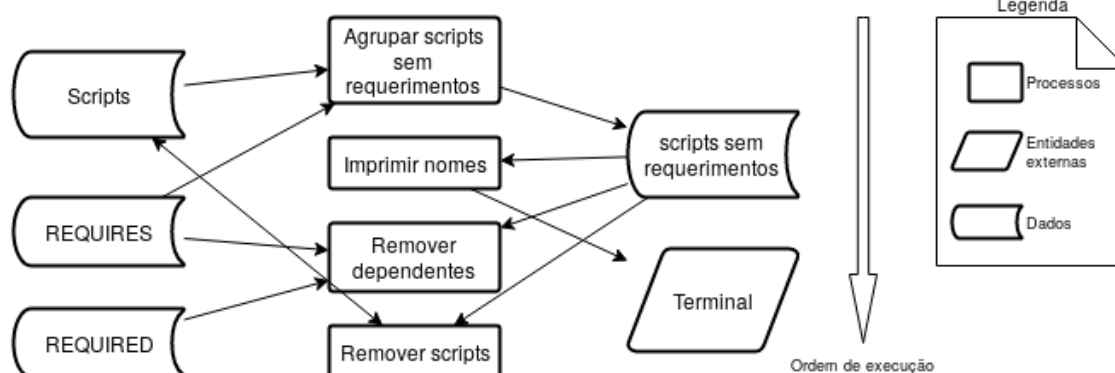 Scripts
REQUIRES
REQUIRED
Agrupar scripts
sem
requerimentos
Imprimir nomes
Remover
dependentes
Remover scripts
scripts sem
requerimentos
Terminal
Ordem de execução
Legenda
Processos
Entidades
externas
Dados